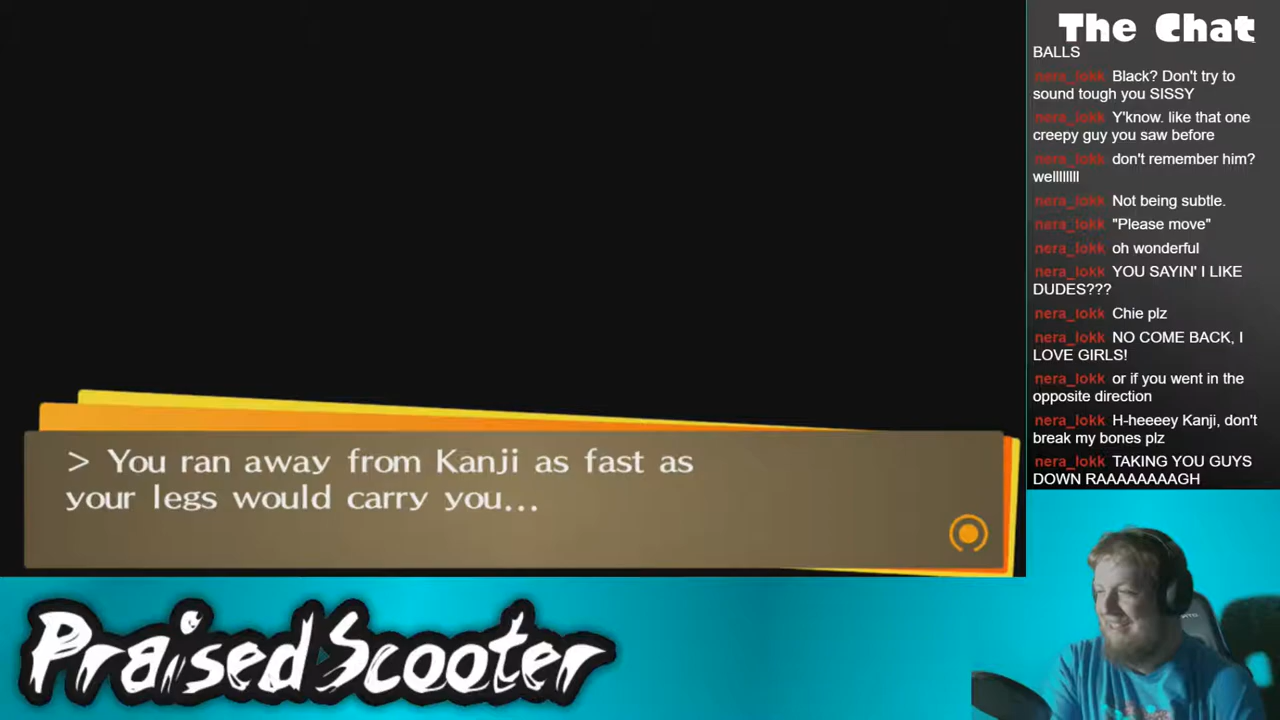 The Chat
BALLS
nera_lokk Black? Don't try to
sound tough you SISSY
nera_lokk Y'know. like that one
creepy guy you saw before
nera_lokk don't remember him?
wellllllll
nera_lokk Not being subtle.
nera_lokk "Please move"
nera_lokk oh wonderful
nera_lokk YOU SAYIN' I LIKE
DUDES???
nera_lokk Chie plz
nera_lokk NO COME BACK, I
LOVE GIRLS!
nera_lokk or if you went in the
opposite direction
nera_lokk H-heeeey Kanji, don't
break my bones plz
nera_lokk TAKING YOU GUYS
DOWN RAAAAAAAGH
> You ran away from Kanji as fast as
your legs would carry you...
PraisedScooter